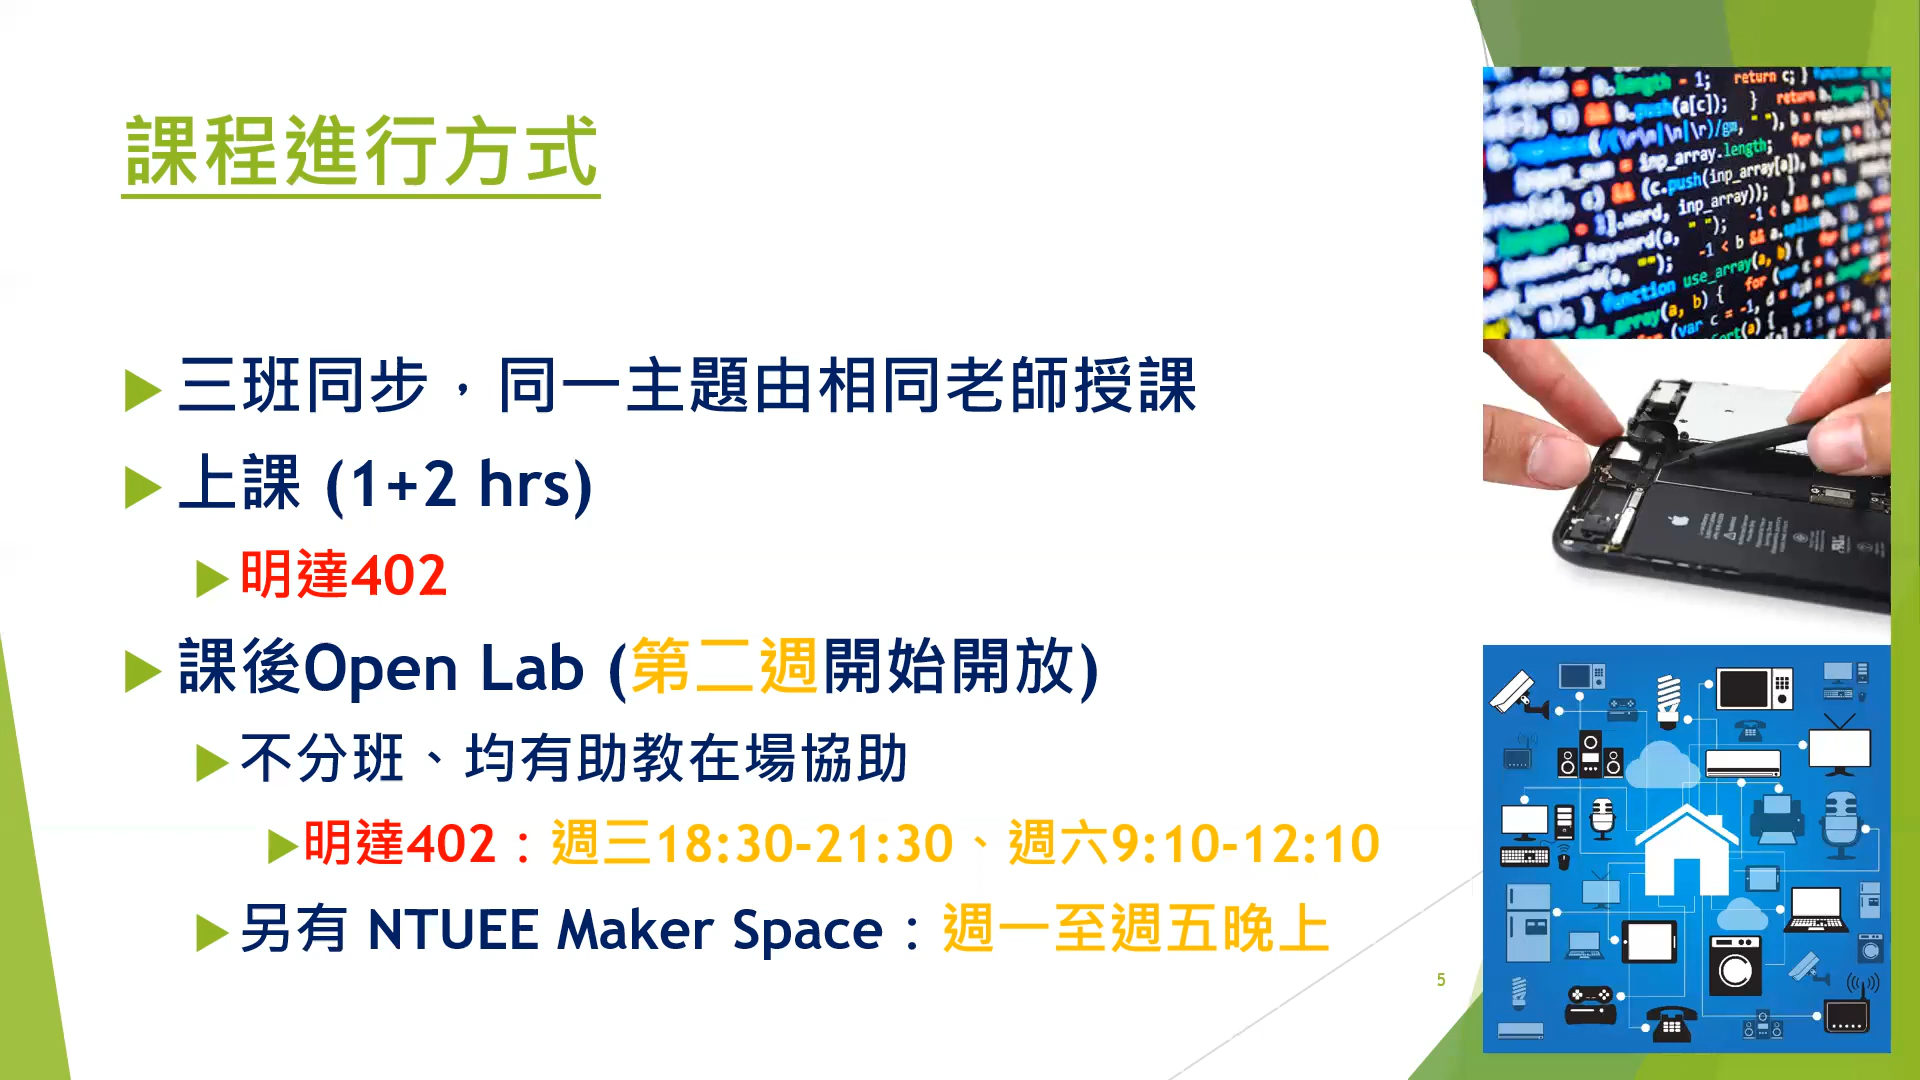 課程進行方式
三班同步，同一主題由相同老師授課
上課 (1+2 hrs)
明達402
課後Open Lab (第二週開始開放)
不分班、均有助教在場協助
明達402：週三18:30-21:30、週六9:10-12:10
另有 NTUEE Maker Space：週一至週五晚上
5